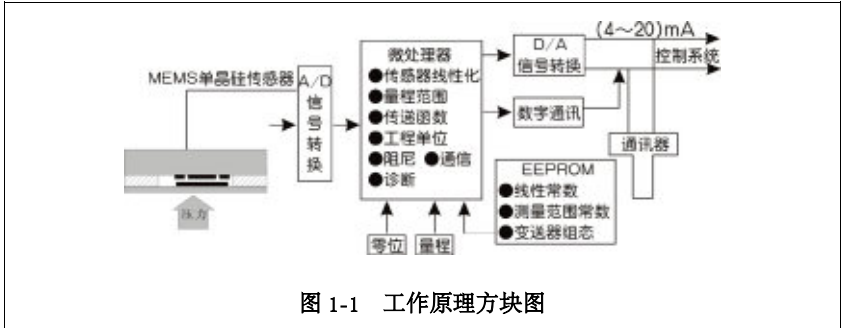 (4～20)mA
MEMS单晶硅传感器
A/D
信
号
转
换
微处理器
●传感器线性化
●量程范围
●传递函数
●工程单位
●阻尼 ●通信
●诊断
D/A
信号转换
控制系统
数字通讯
通讯器
EEPROM
●线性常数
●测量范围常数
●变送器组态
压力
零位
量程
图 1-1 工作原理方块图